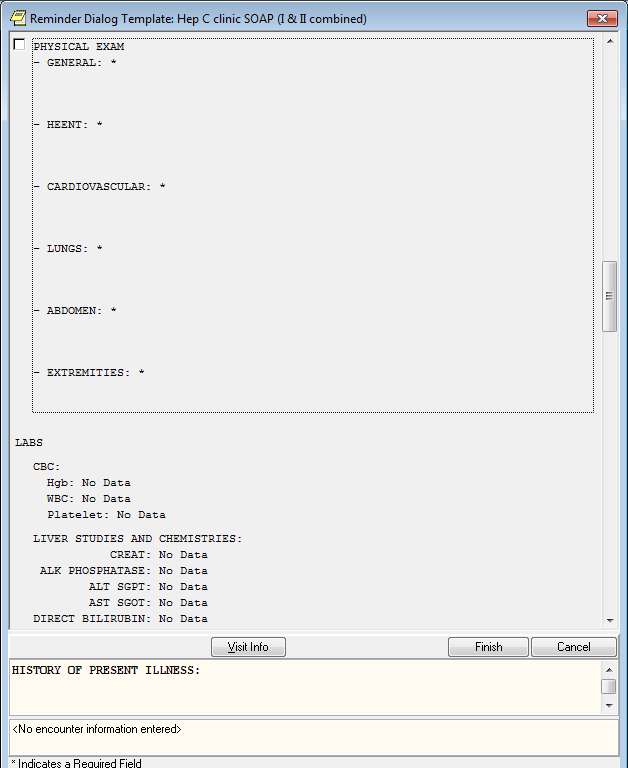 Reminder Dialog Template: Hep C clinic SOAP (I & II combined)
PHYSICAL EXAM
- GENERAL: *
- HEENT: *
- CARDIOVASCULAR: *
- LUNGS: *
- ABDOMEN: *
- EXTREMITIES: *
LABS
CBC:
Hgb: No Data
WBC: No Data
Platelet: No Data
LIVER STUDIES AND CHEMISTRIES:
CREAT: No Data
ALK PHOSPHATASE: No Data
ALT SGPT: No Data
AST SGOT: No Data
DIRECT BILIRUBIN: No Data
Visit Info Finish Cancel
HISTORY OF PRESENT ILLNESS:
<No encounter information entered>
* Indicates a Required Field